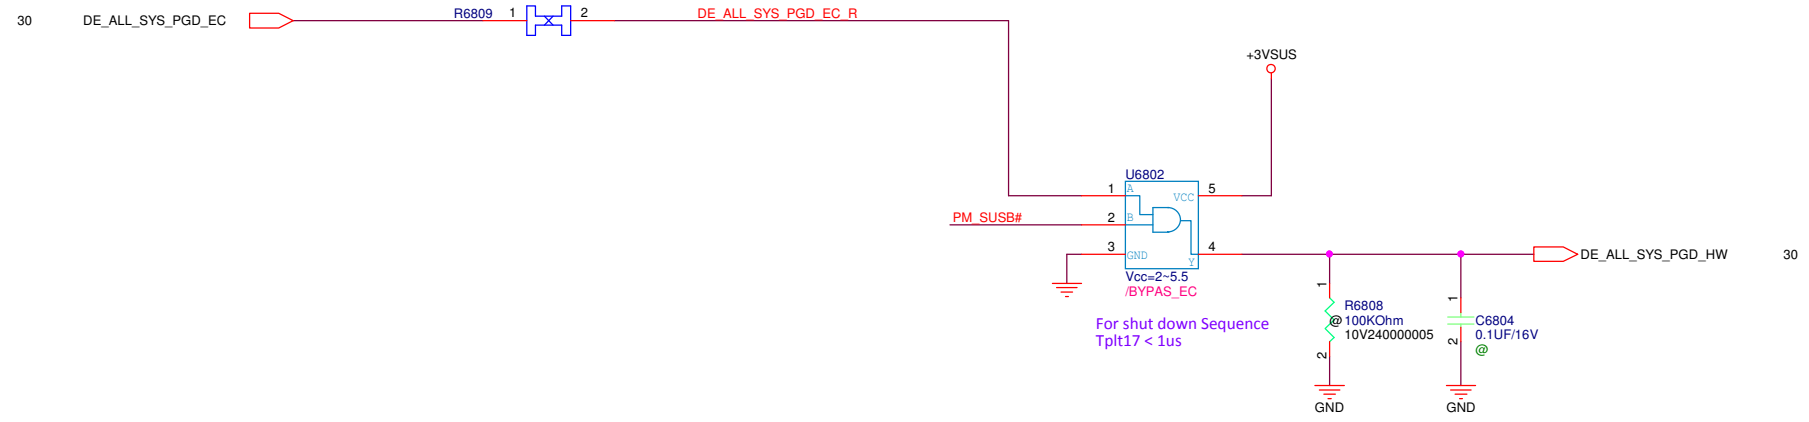 30 DE_ALL_SYS_PGD_EC R6809 1 2 DE_ALL_SYS_PGD_EC_R
+3VSUS
U6802
1 A VCC 5
PM_SUSB# 2 B
3 GND Y 4
DE_ALL_SYS_PGD_HW 30
Vcc=2~5.5
/BYPAS_EC
For shut down Sequence
Tplt17 < 1us
1
R6808
@ 100KOhm
10V240000005
2
GND
1
C6804
0.1UF/16V
2
@
GND